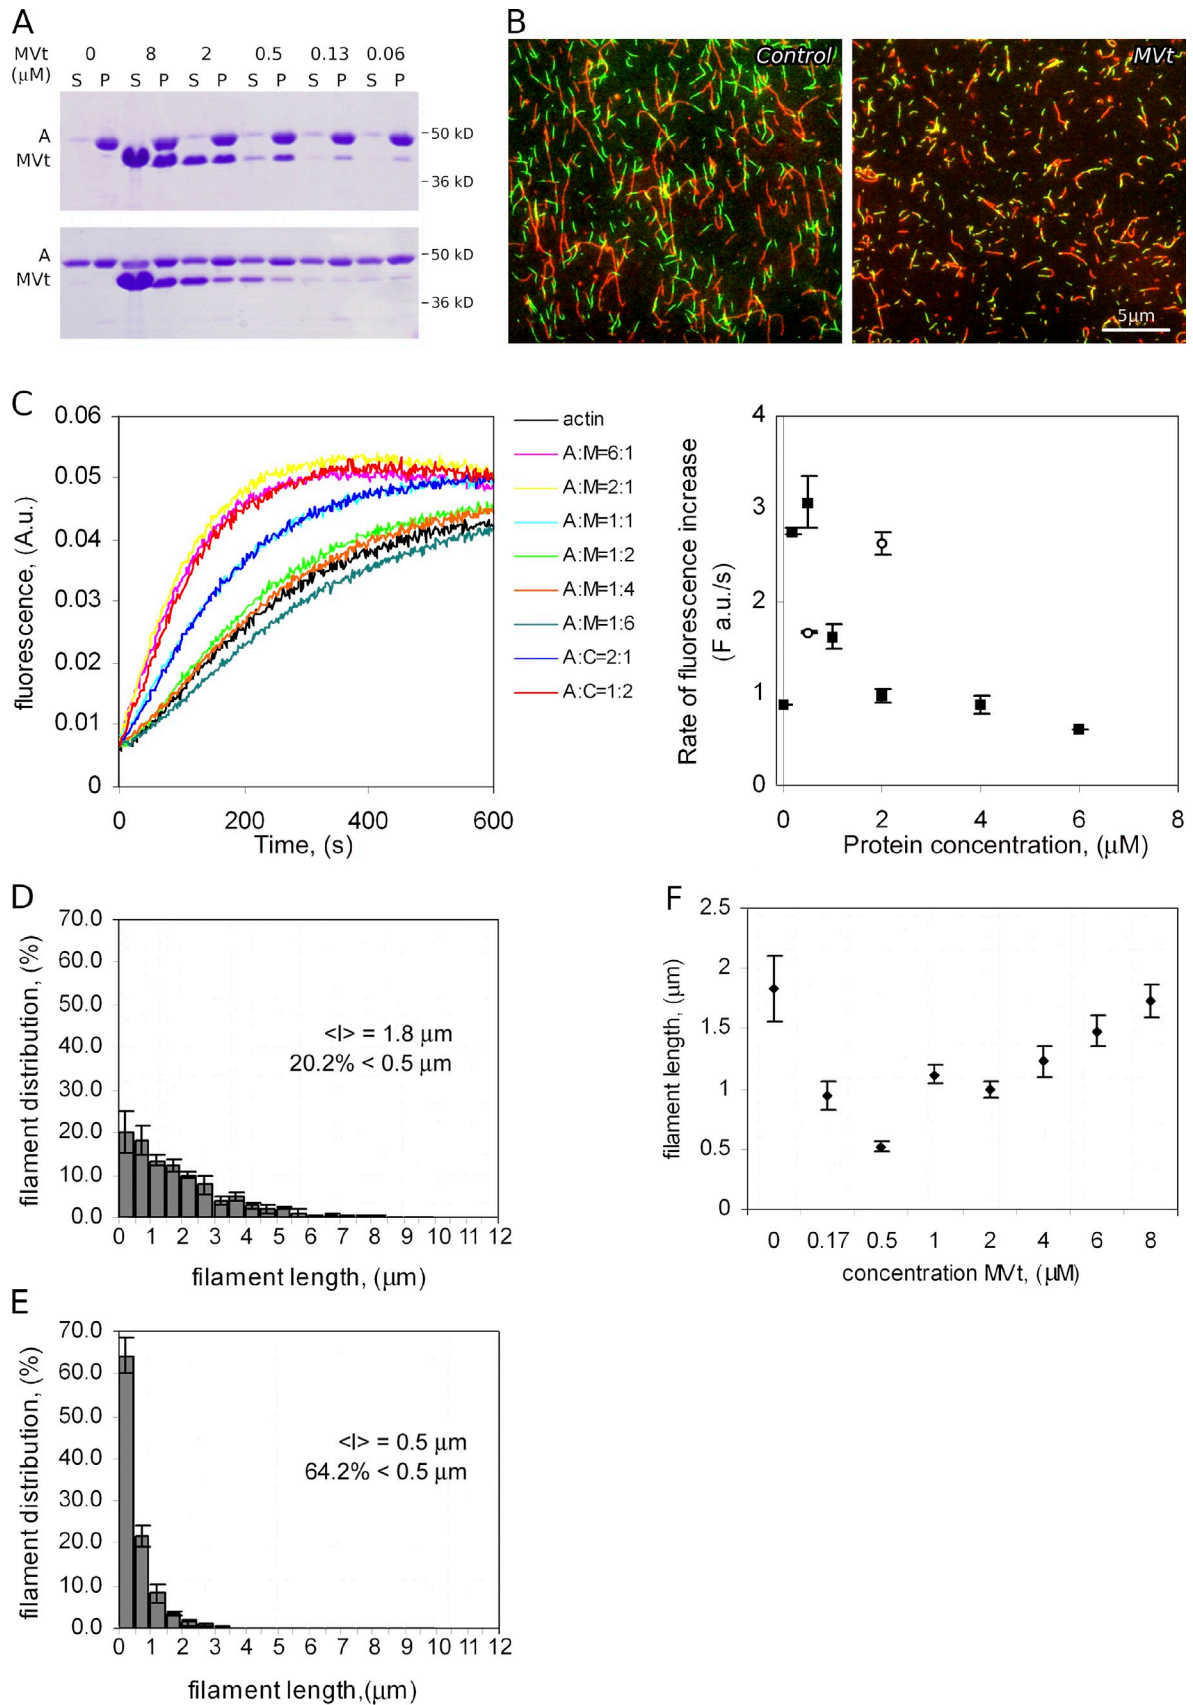 A
MVt 0 8 2 0.5 0.13 0.06
(µM) S P S P S P S P S P S P
A
MVt
50 kD
36 kD
A
MVt
50 kD
36 kD
B
Control
MVt
5µm
C
fluorescence, (A.u.)
0.06
0.05
0.04
0.03
0.02
0.01
0
0 200 400 600
Time, (s)
actin
A:M=6:1
A:M=2:1
A:M=1:1
A:M=1:2
A:M=1:4
A:M=1:6
A:C=2:1
A:C=1:2
Rate of fluorescence increase
(F a.u./s)
4
3
2
1
0
0 2 4 6 8
Protein concentration, (µM)
D
filament distribution, (%)
70.0
60.0
50.0
40.0
30.0
20.0
10.0
0.0
<l> = 1.8 µm
20.2% < 0.5 µm
0 1 2 3 4 5 6 7 8 9 10 11 12
filament length, (µm)
F
filament length, (µm)
2.5
2
1.5
1
0.5
0
0 0.17 0.5 1 2 4 6 8
concentration MVt, (µM)
E
filament distribution, (%)
70.0
60.0
50.0
40.0
30.0
20.0
10.0
0.0
<l> = 0.5 µm
64.2% < 0.5 µm
0 1 2 3 4 5 6 7 8 9 10 11 12
filament length,(µm)